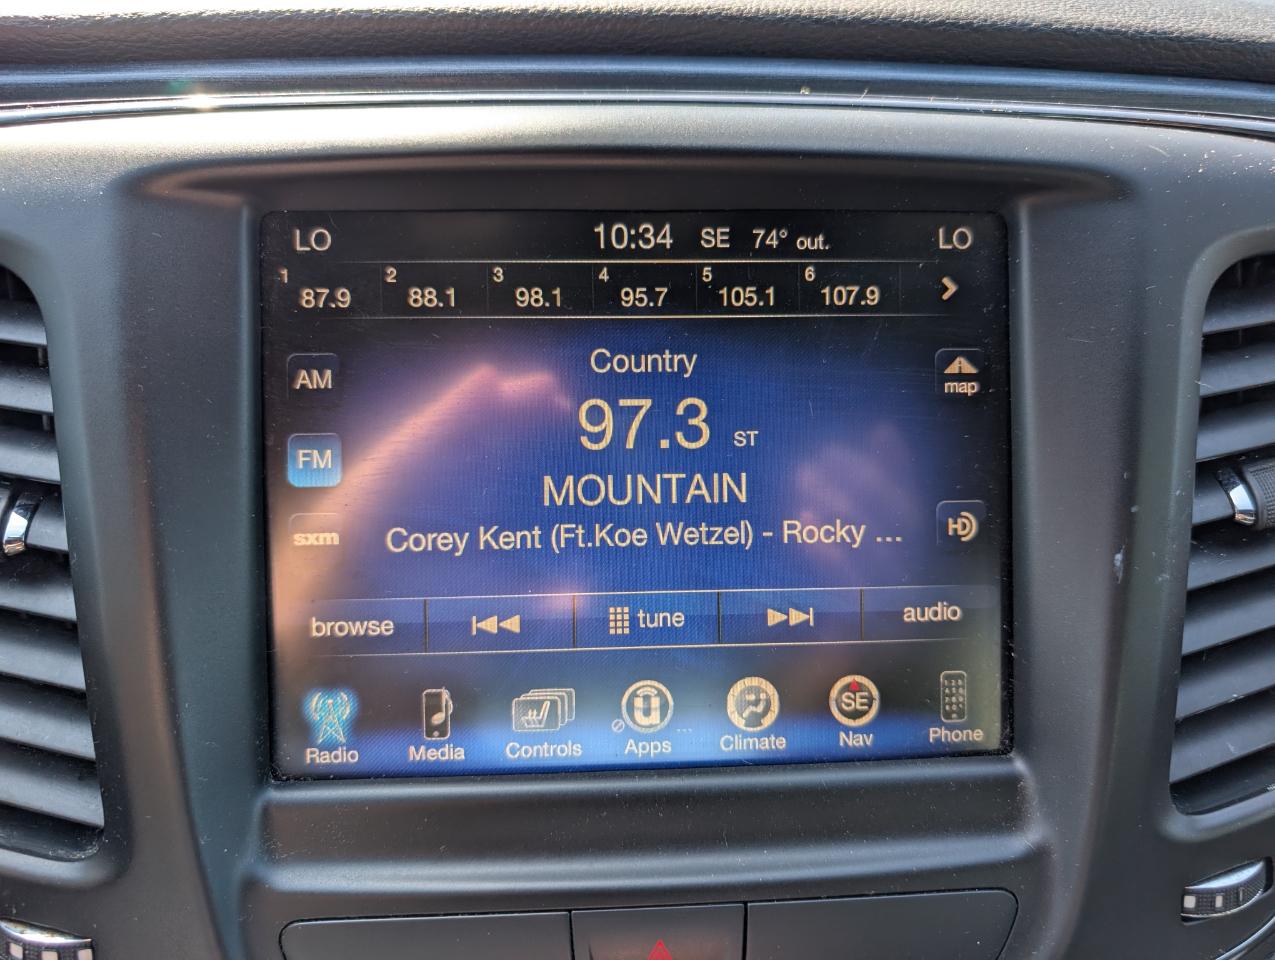 LO 10:34 SE 74° out. LO
1 87.9 2 88.1 3 98.1 4 95.7 5 105.1 6 107.9
Country
AM
map
97.3 ST
FM
MOUNTAIN
sxm
Corey Kent (Ft.Koe Wetzel) - Rocky ...
HD
browse tune audio
SE
Radio Media Controls Apps Climate Nav Phone